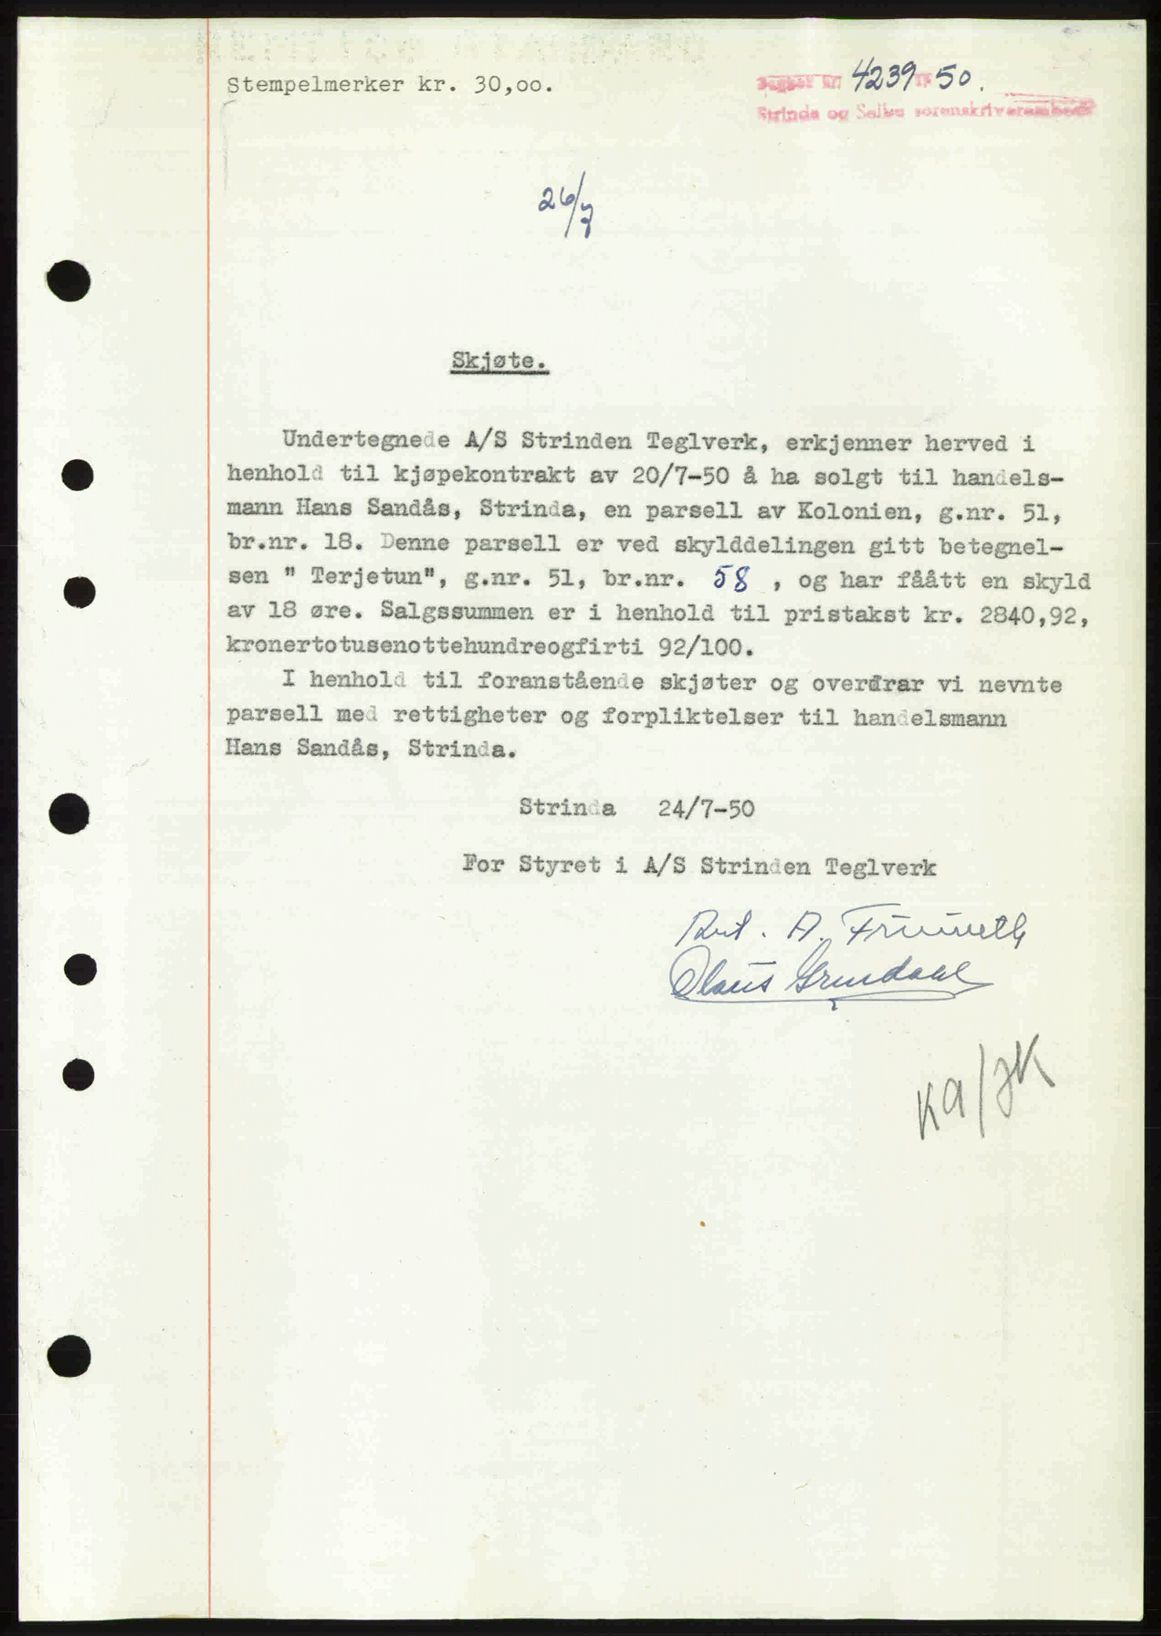 Stempelmerker kr. 30,oo.
Dagbok nr. 4239 19 50.
Strinda og Selbu sorenskriverembede
26/7
Skjøte.
Undertegnede A/S Strinden Teglverk, erkjenner herved i
henhold til kjøpekontrakt av 20/7-50 å ha solgt til handels-
mann Hans Sandås, Strinda, en parsell av Kolonien, g.nr. 51,
br.nr. 18. Denne parsell er ved skylddelingen gitt betegnel-
sen " Terjetun", g.nr. 51, br.nr. 58 , og har fåått en skyld
av 18 øre. Salgssummen er i henhold til pristakst kr. 2840,92,
kronertotusenottehundreogfirti 92/100.
I henhold til foranstående skjøter og overdrar vi nevnte
parsell med rettigheter og forpliktelser til handelsmann
Hans Sandås, Strinda.
Strinda 24/7-50
For Styret i A/S Strinden Teglverk
A.
Olaus Grendahl
KA/JK